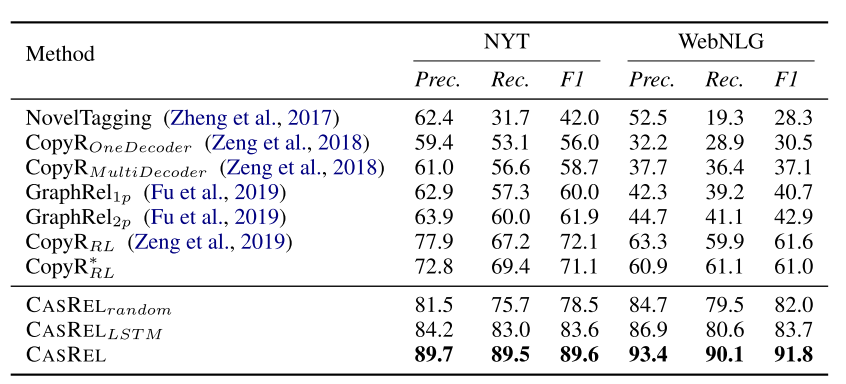 Method NYT WebNLG
Prec. Rec. F1 Prec. Rec. F1
NovelTagging (Zheng et al., 2017) 62.4 31.7 42.0 52.5 19.3 28.3
CopyR OneDecoder (Zeng et al., 2018) 59.4 53.1 56.0 32.2 28.9 30.5
CopyR MultiDecoder (Zeng et al., 2018) 61.0 56.6 58.7 37.7 36.4 37.1
GraphRel 1p (Fu et al., 2019) 62.9 57.3 60.0 42.3 39.2 40.7
GraphRel 2p (Fu et al., 2019) 63.9 60.0 61.9 44.7 41.1 42.9
CopyR RL (Zeng et al., 2019) 77.9 67.2 72.1 63.3 59.9 61.6
CopyR* RL 72.8 69.4 71.1 60.9 61.1 61.0
CASREL random 81.5 75.7 78.5 84.7 79.5 82.0
CASREL LSTM 84.2 83.0 83.6 86.9 80.6 83.7
CASREL 89.7 89.5 89.6 93.4 90.1 91.8